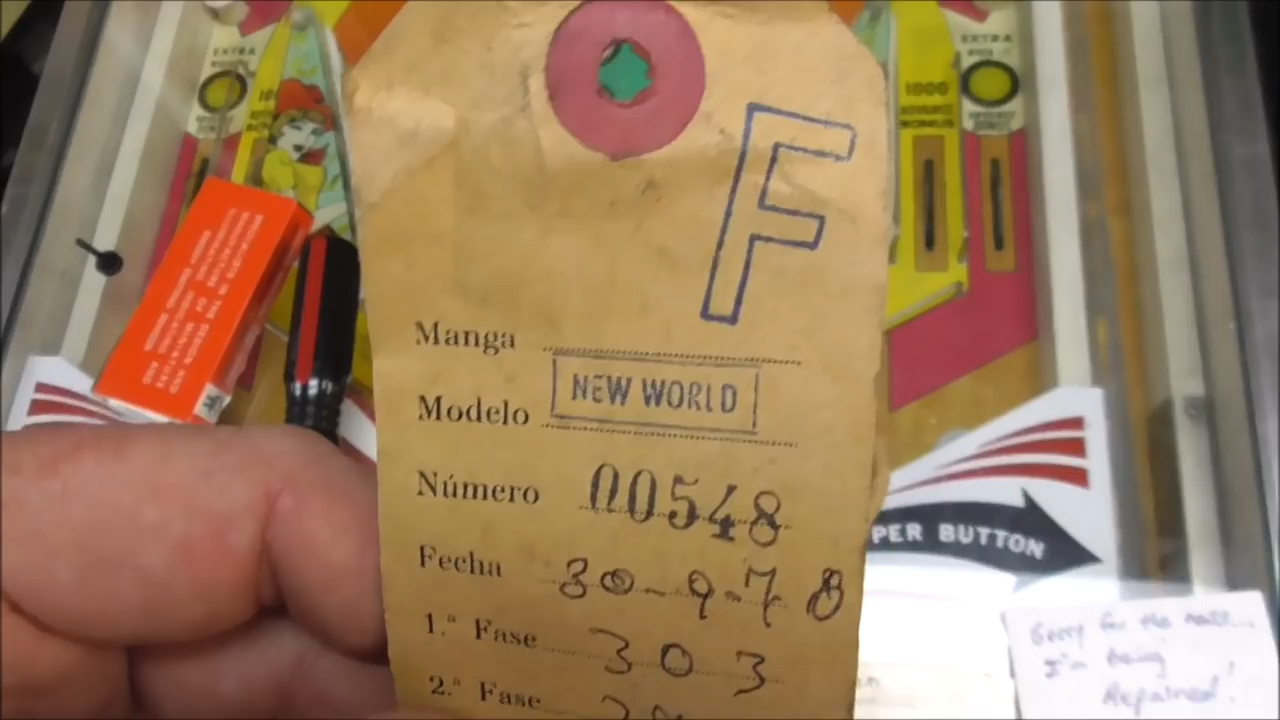 EXTRA
EXTRA
1000
F
Manga
NEW WORLD
Modelo
Número 00548
Fecha 30-9-78
1.ª Fase 303
2.ª Fase
PER BUTTON
Sorry for the mess...
I'm being
Repaired!